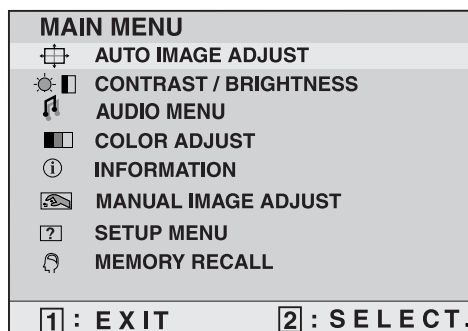 MAIN MENU
AUTO IMAGE ADJUST
CONTRAST / BRIGHTNESS
AUDIO MENU
COLOR ADJUST
INFORMATION
MANUAL IMAGE ADJUST
SETUP MENU
MEMORY RECALL
1 : EXIT 2 : SELECT.